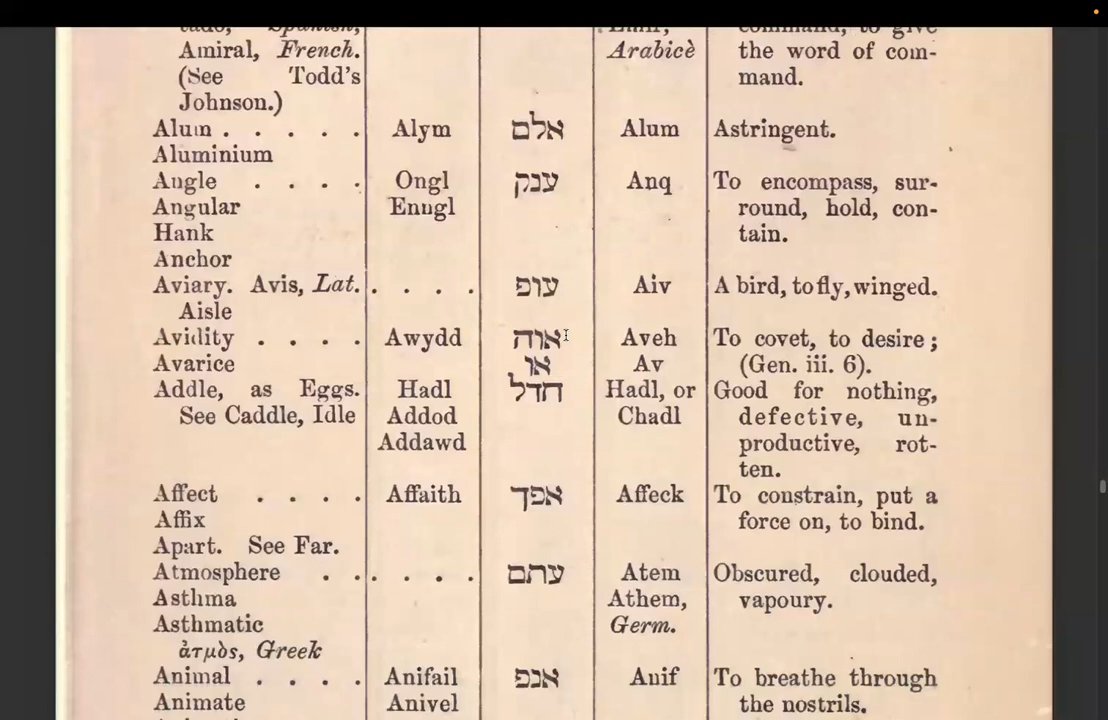 Amiral, French. Arabicè the word of com-
(See Todd's mand.
Johnson.)
Alum . . . . . Alym אלם Alum Astringent.
Aluminium
Angle . . . . Ongl ענק Anq To encompass, sur-
Angular Enugl round, hold, con-
Hank tain.
Anchor
Aviary. Avis, Lat. . . . . עופ Aiv A bird, to fly, winged.
Aisle
Avidity . . . . Awydd אוה Aveh To covet, to desire;
Avarice או Av (Gen. iii. 6).
Addle, as Eggs. Hadl חדל Hadl, or Good for nothing,
See Caddle, Idle Addod Chadl defective, un-
Addawd productive, rot-
ten.
Affect . . . . Affaith אפך Affeck To constrain, put a
Affix force on, to bind.
Apart. See Far.
Atmosphere . . . . . . עתם Atem Obscured, clouded,
Asthma Athem, vapoury.
Asthmatic Germ.
ἀτμὸς, Greek
Animal . . . . Anifail אנפ Anif To breathe through
Animate Anivel the nostrils.